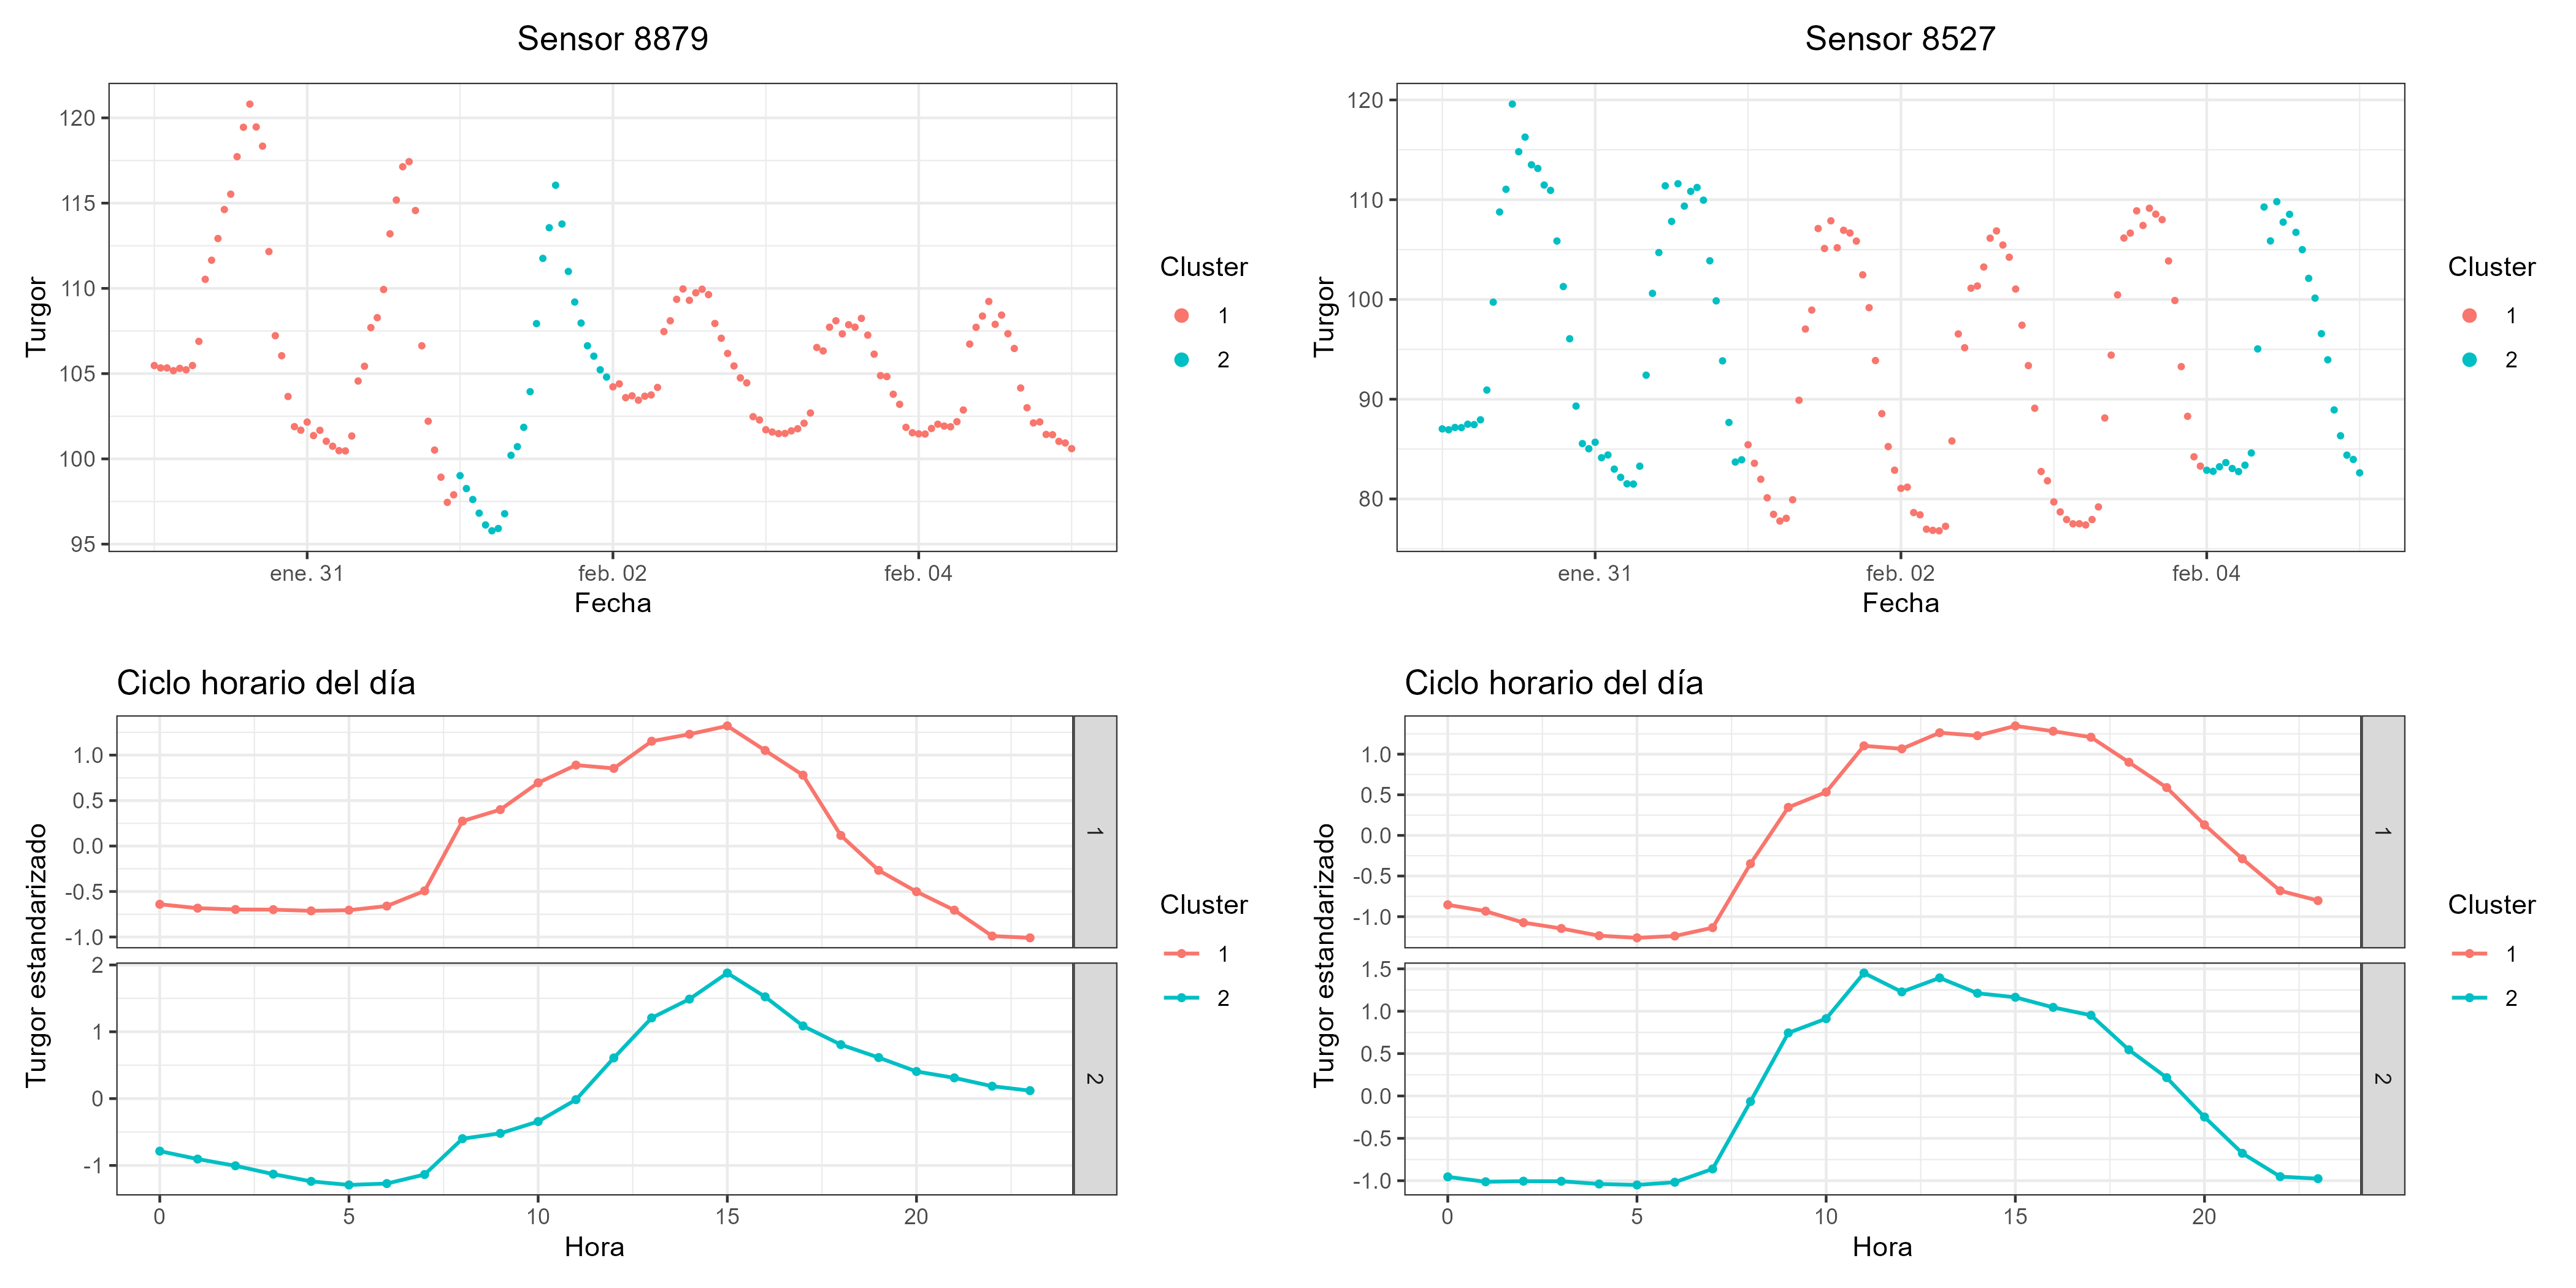 Sensor 8879
120
115
110
105
100
95
Turgor
ene. 31
feb. 02
feb. 04
Fecha
Cluster
1
2
Sensor 8527
120
110
100
90
80
Turgor
ene. 31
feb. 02
feb. 04
Fecha
Cluster
1
2
Ciclo horario del día
1.0
0.5
0.0
-0.5
-1.0
1
2
1
0
-1
2
Turgor estandarizado
0
5
10
15
20
Hora
Cluster
1
2
Ciclo horario del día
1.0
0.5
0.0
-0.5
-1.0
1
1.5
1.0
0.5
0.0
-0.5
-1.0
2
Turgor estandarizado
0
5
10
15
20
Hora
Cluster
1
2